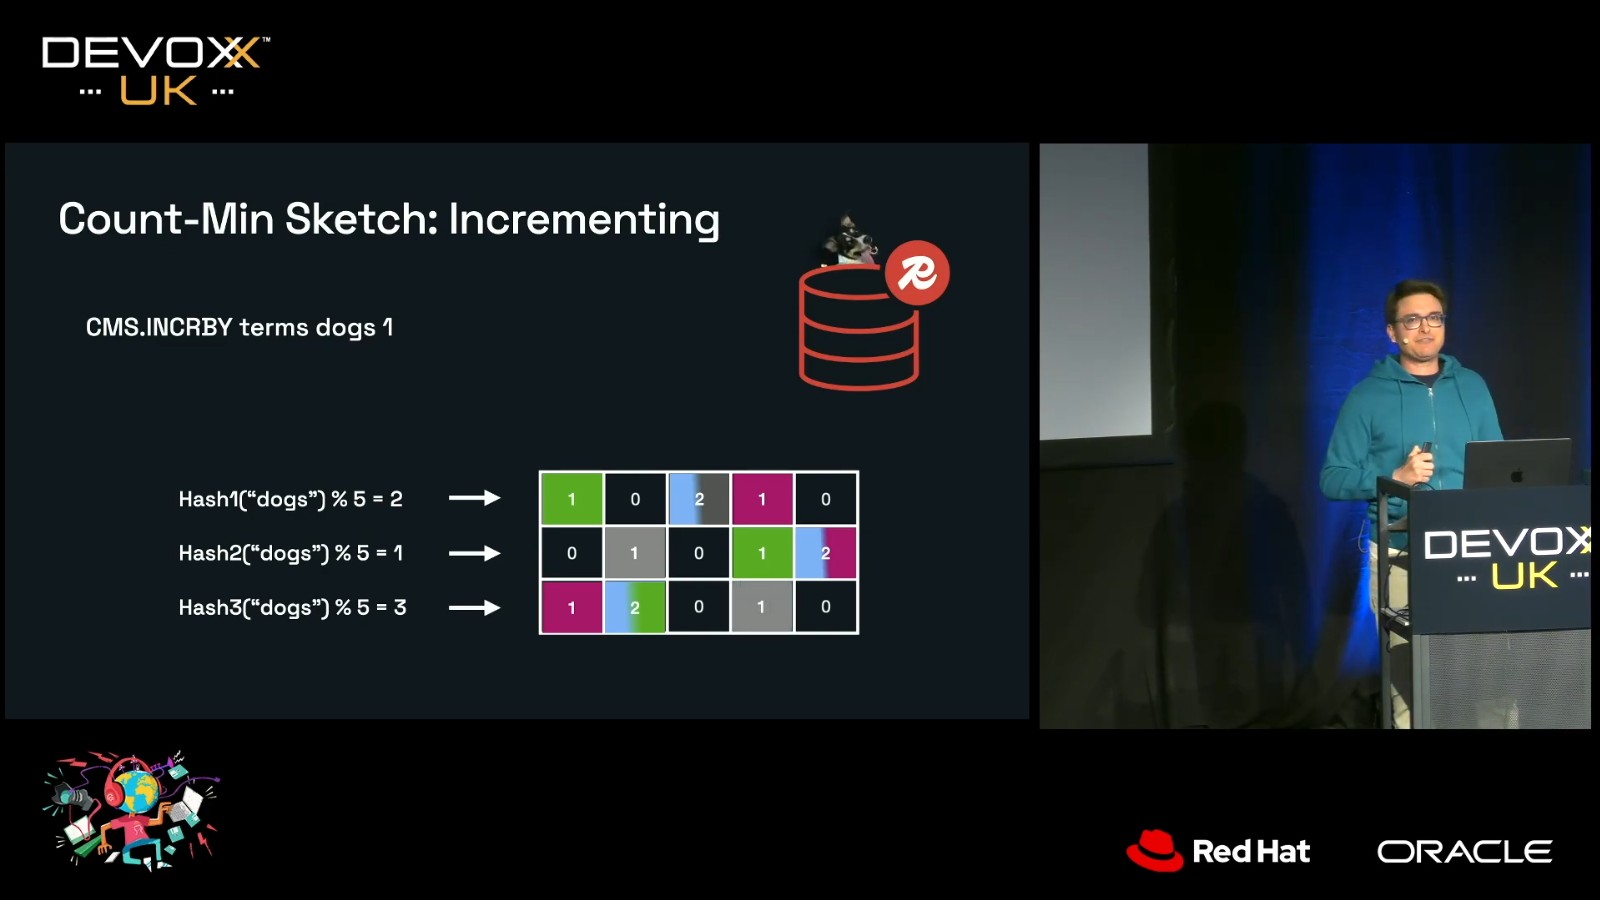 DEVOXX™
UK
Count-Min Sketch: Incrementing
R
CMS.INCRBY terms dogs 1
Hash1(“dogs”) % 5 = 2
1 0 2 1 0
Hash2(“dogs”) % 5 = 1
0 1 0 1 2
Hash3(“dogs”) % 5 = 3
1 2 0 1 0
DEVOXX
UK
Red Hat
ORACLE